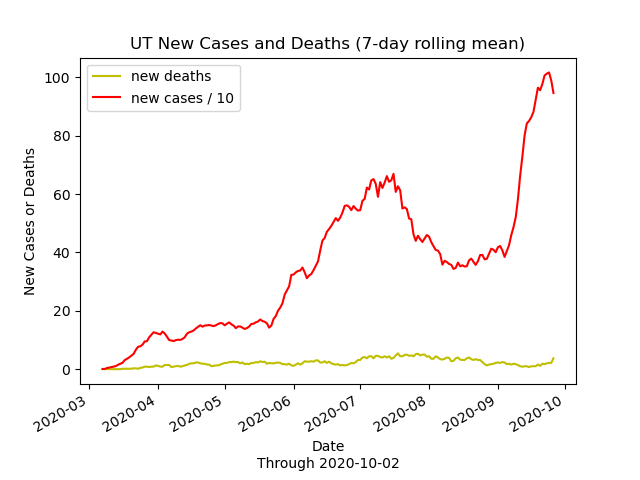 UT New Cases and Deaths (7-day rolling mean)
new deaths
new cases / 10
100
80
60
40
20
0
New Cases or Deaths
2020-03
2020-04
2020-05
2020-06
2020-07
2020-08
2020-09
2020-10
Date
Through 2020-10-02